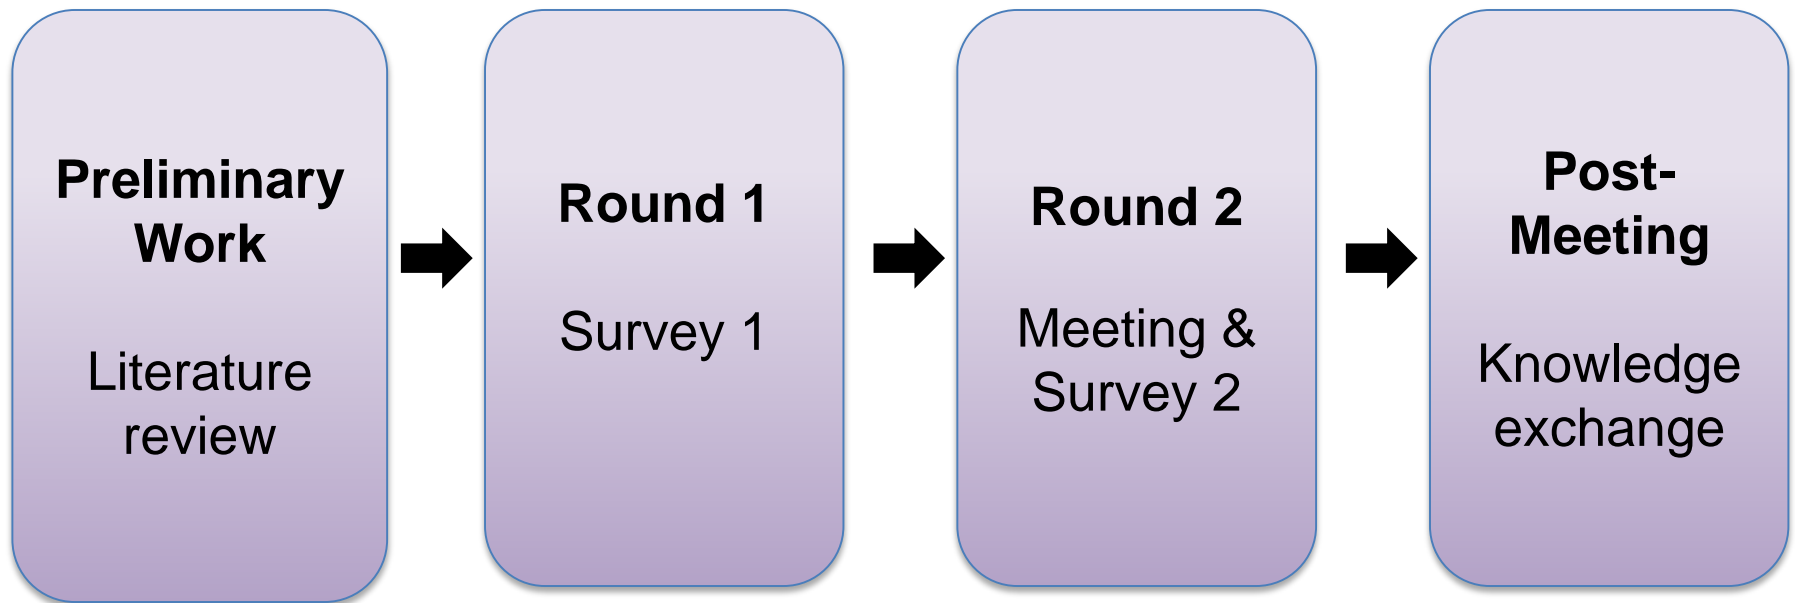 Preliminary
Work
Literature
review
Round 1
Survey 1
Round 2
Meeting &
Survey 2
Post-
Meeting
Knowledge
exchange